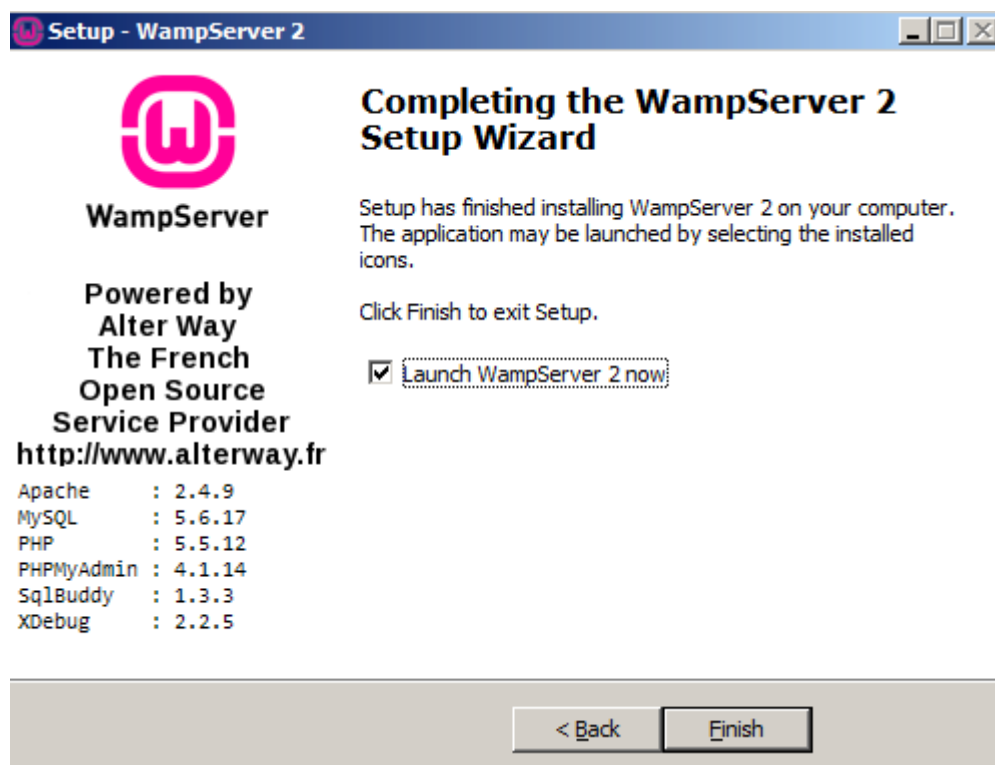 Setup - WampServer 2
W
WampServer
Powered by
Alter Way
The French
Open Source
Service Provider
http://www.alterway.fr
Apache : 2.4.9
MySQL : 5.6.17
PHP : 5.5.12
PHPMyAdmin : 4.1.14
SqlBuddy : 1.3.3
XDebug : 2.2.5
Completing the WampServer 2
Setup Wizard
Setup has finished installing WampServer 2 on your computer.
The application may be launched by selecting the installed
icons.
Click Finish to exit Setup.
Launch WampServer 2 now
< Back
Finish